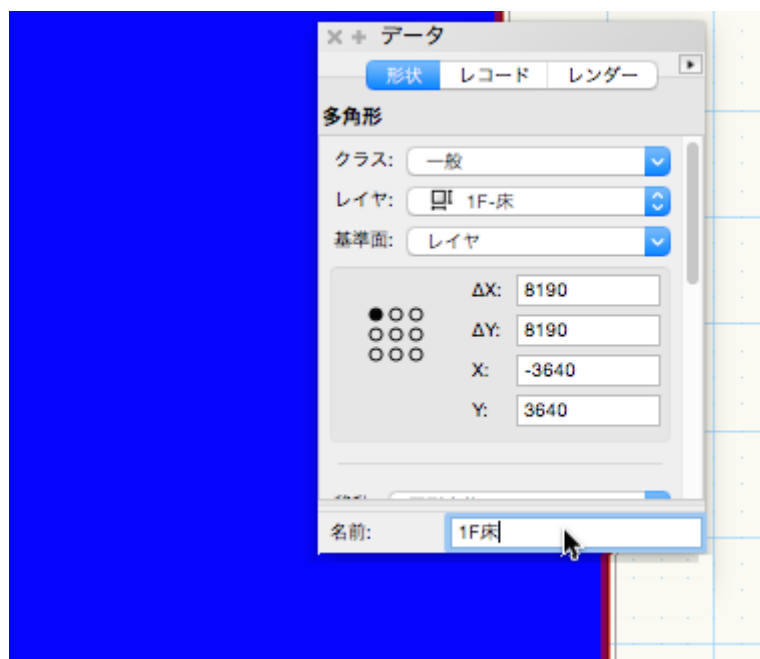 データ
形状 レコード レンダー
多角形
クラス: 一般
レイヤ: 1F-床
基準面: レイヤ
ΔX: 8190
ΔY: 8190
X: -3640
Y: 3640
名前: 1F床